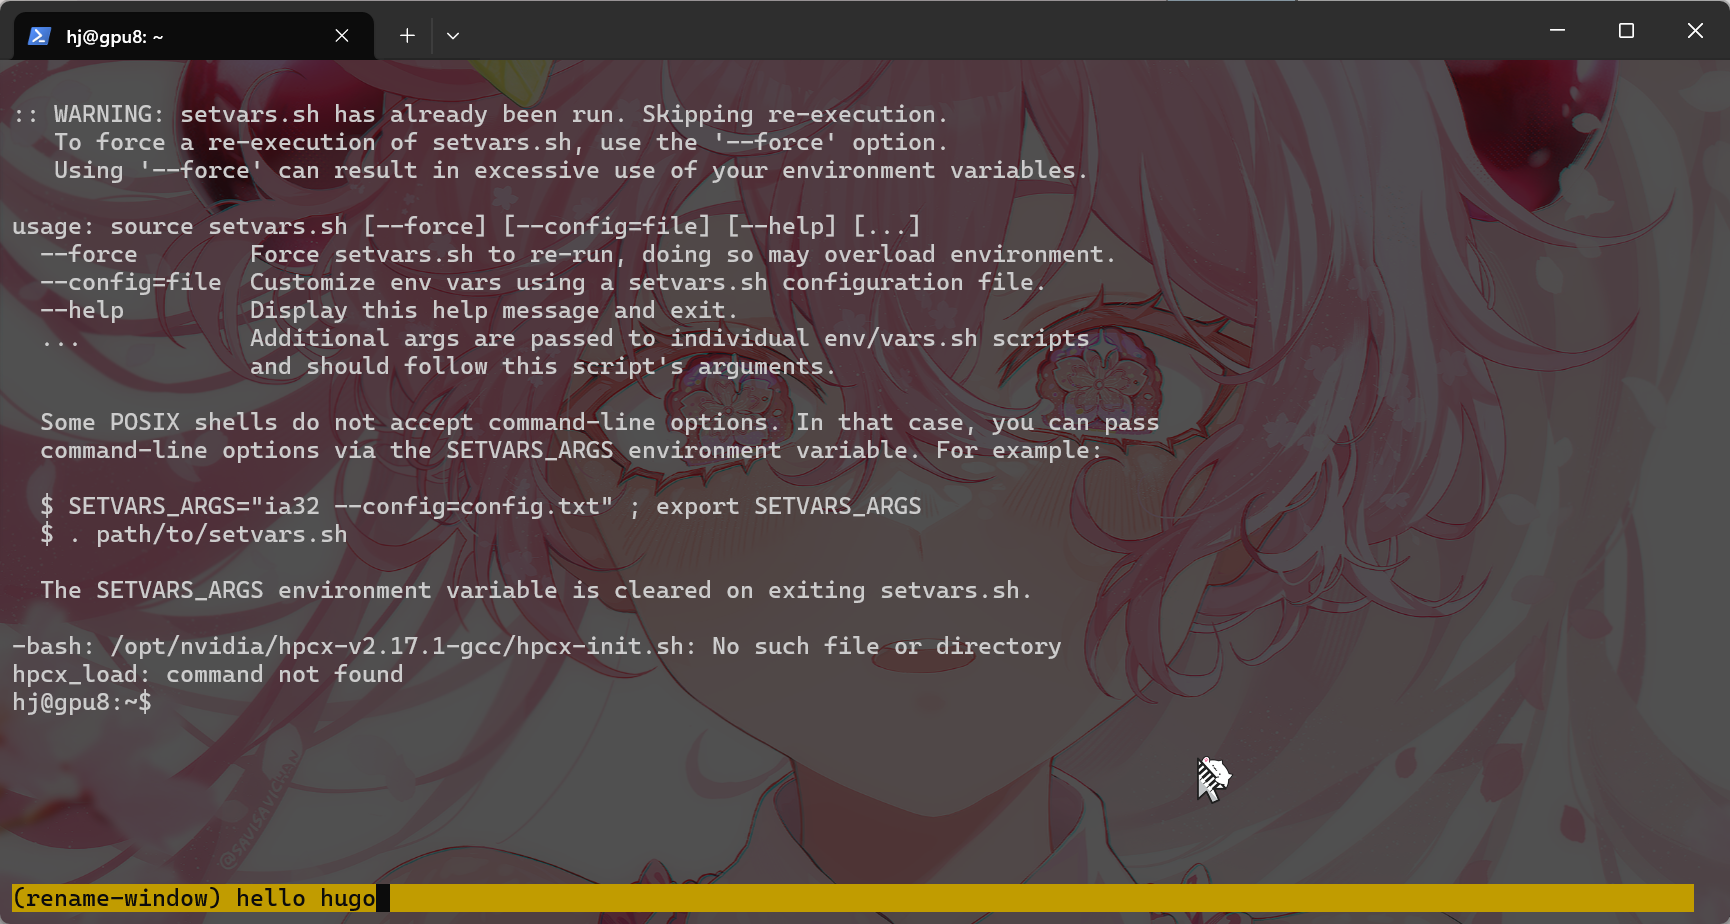 hj@gpu8: ~
:: WARNING: setvars.sh has already been run. Skipping re-execution.
   To force a re-execution of setvars.sh, use the '--force' option.
   Using '--force' can result in excessive use of your environment variables.
usage: source setvars.sh [--force] [--config=file] [--help] [...]
  --force        Force setvars.sh to re-run, doing so may overload environment.
  --config=file  Customize env vars using a setvars.sh configuration file.
  --help         Display this help message and exit.
  ...            Additional args are passed to individual env/vars.sh scripts
                 and should follow this script's arguments.
  Some POSIX shells do not accept command-line options. In that case, you can pass
  command-line options via the SETVARS_ARGS environment variable. For example:
  $ SETVARS_ARGS="ia32 --config=config.txt" ; export SETVARS_ARGS
  $ . path/to/setvars.sh
  The SETVARS_ARGS environment variable is cleared on exiting setvars.sh.
-bash: /opt/nvidia/hpcx-v2.17.1-gcc/hpcx-init.sh: No such file or directory
hpcx_load: command not found
hj@gpu8:~$
@SAVISAVICHAN
(rename-window) hello hugo